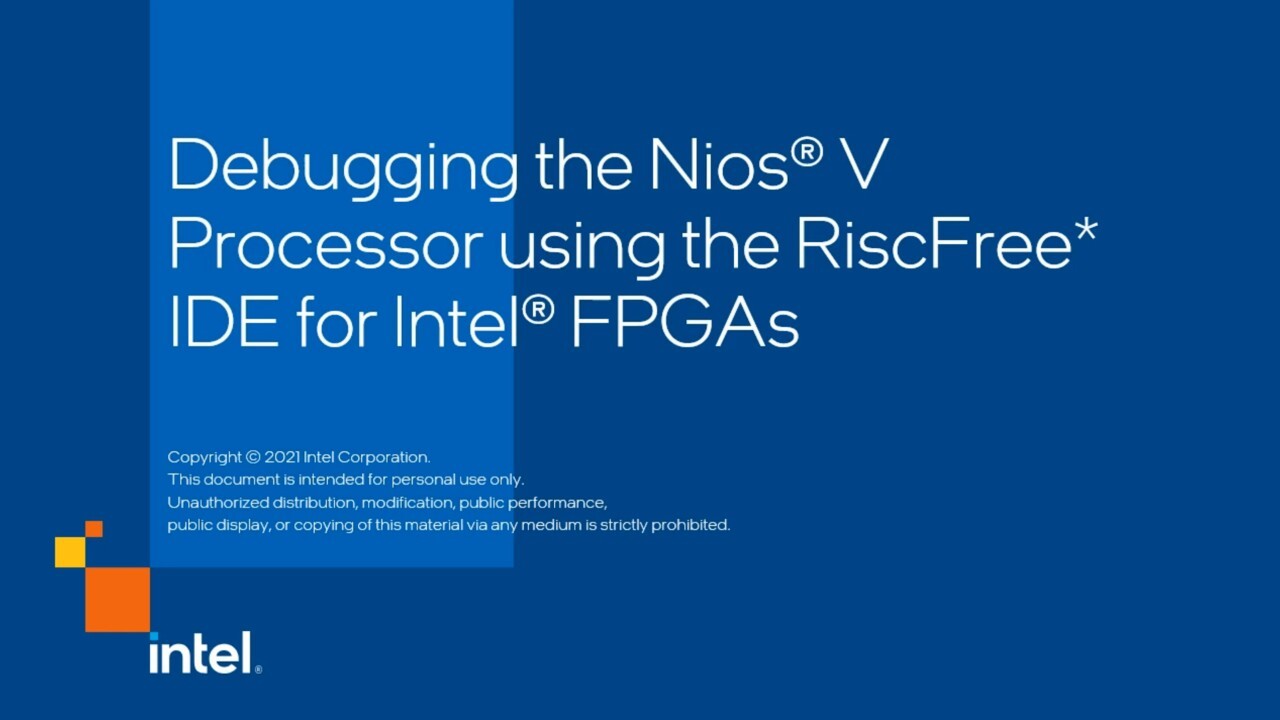 Debugging the Nios® V
Processor using the RiscFree*
IDE for Intel® FPGAs
Copyright © 2021 Intel Corporation.
This document is intended for personal use only.
Unauthorized distribution, modification, public performance,
public display, or copying of this material via any medium is strictly prohibited.
intel®